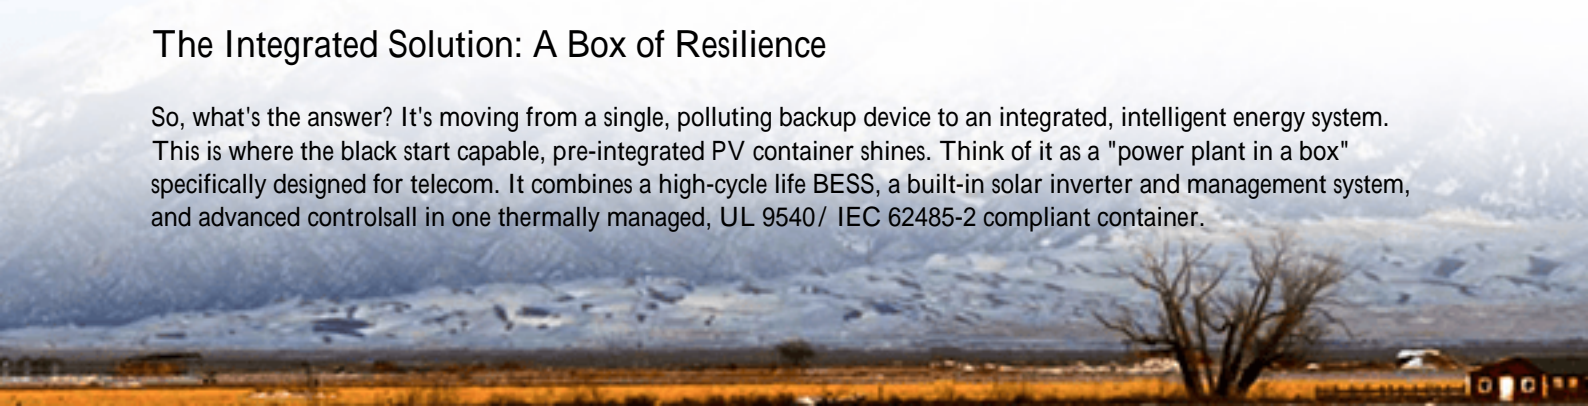 The Integrated Solution: A Box of Resilience
So, what's the answer? It's moving from a single, polluting backup device to an integrated, intelligent energy system.
This is where the black start capable, pre-integrated PV container shines. Think of it as a "power plant in a box"
specifically designed for telecom. It combines a high-cycle life BESS, a built-in solar inverter and management system,
and advanced controlsall in one thermally managed, UL 9540/ IEC 62485-2 compliant container.